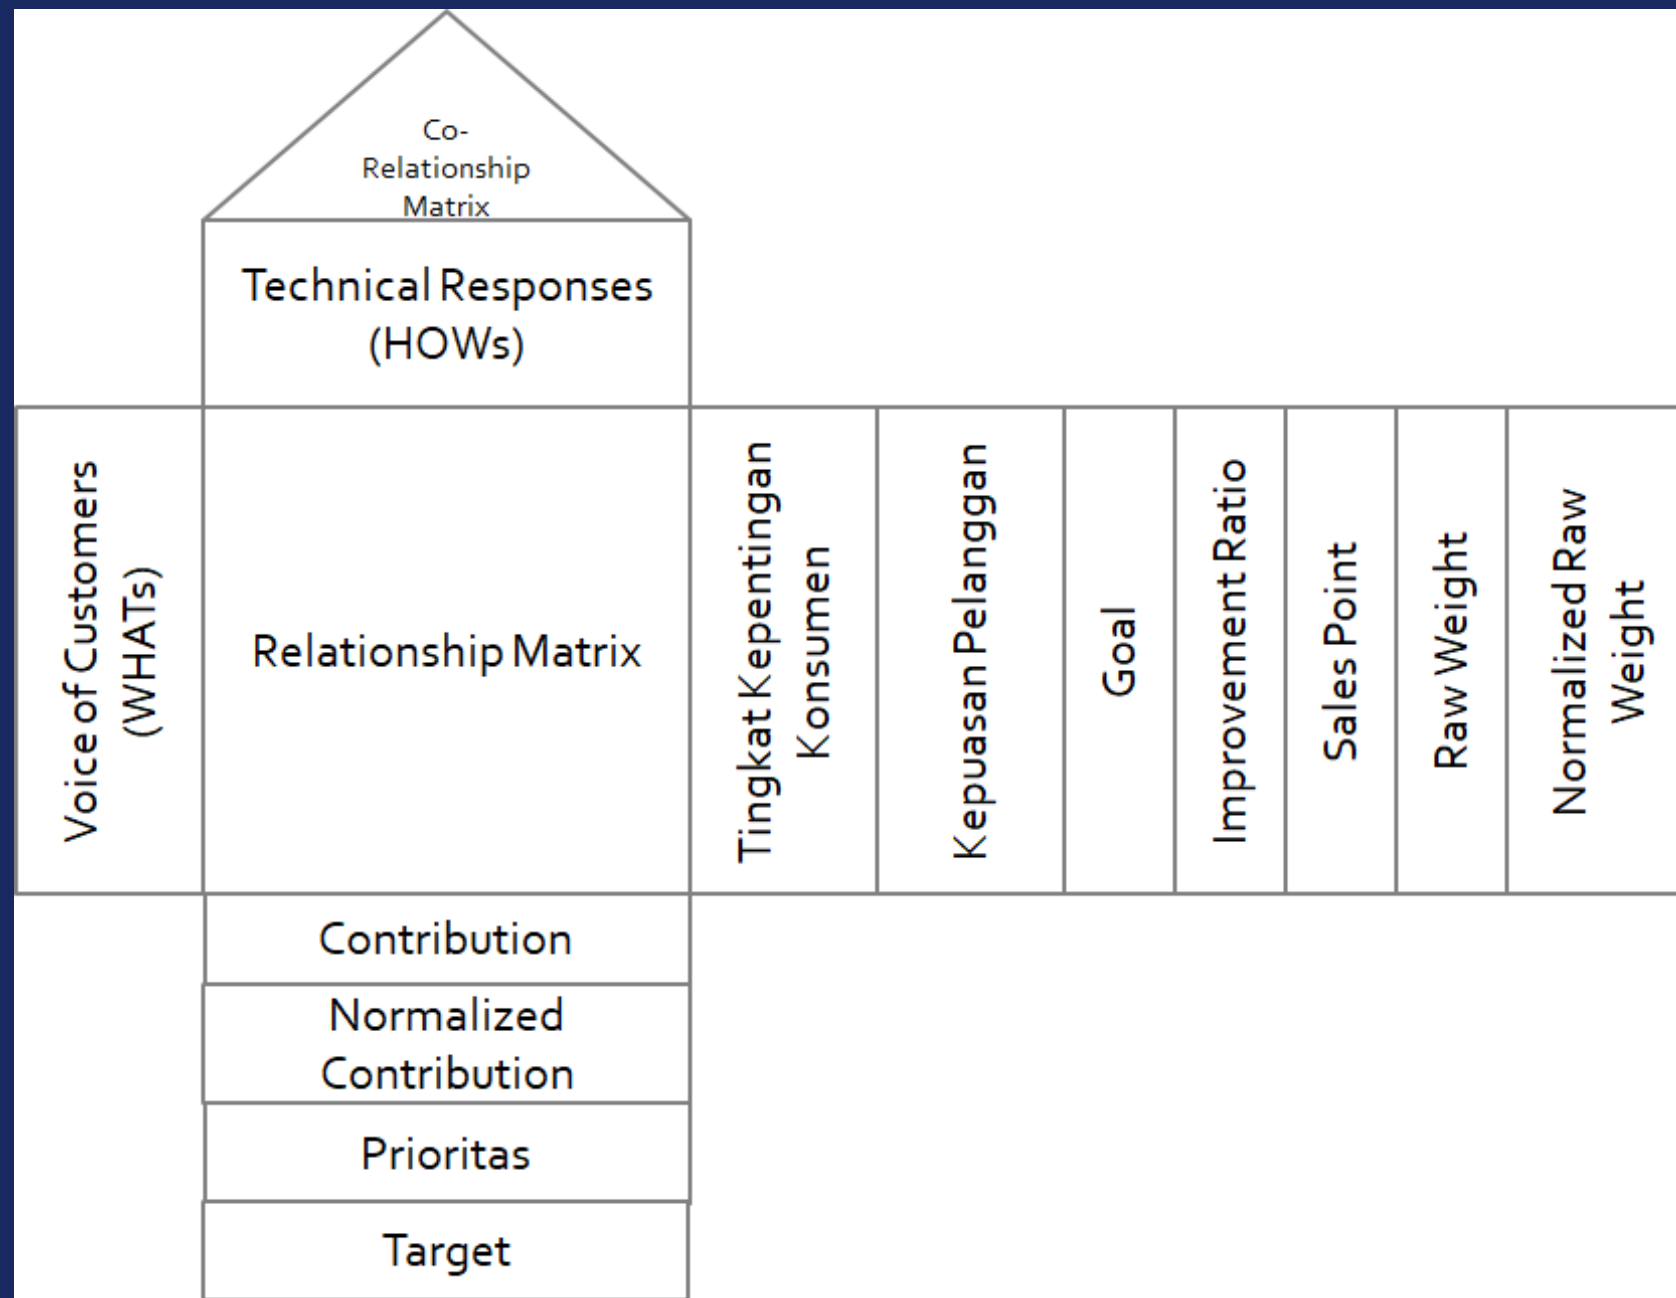 Co-
Relationship
Matrix
Technical Responses
(HOWs)
Voice of Customers
(WHATs)
Relationship Matrix
Tingkat Kepentingan
Konsumen
Kepuasan Pelanggan
Goal
Improvement Ratio
Sales Point
Raw Weight
Normalized Raw
Weight
Contribution
Normalized
Contribution
Prioritas
Target